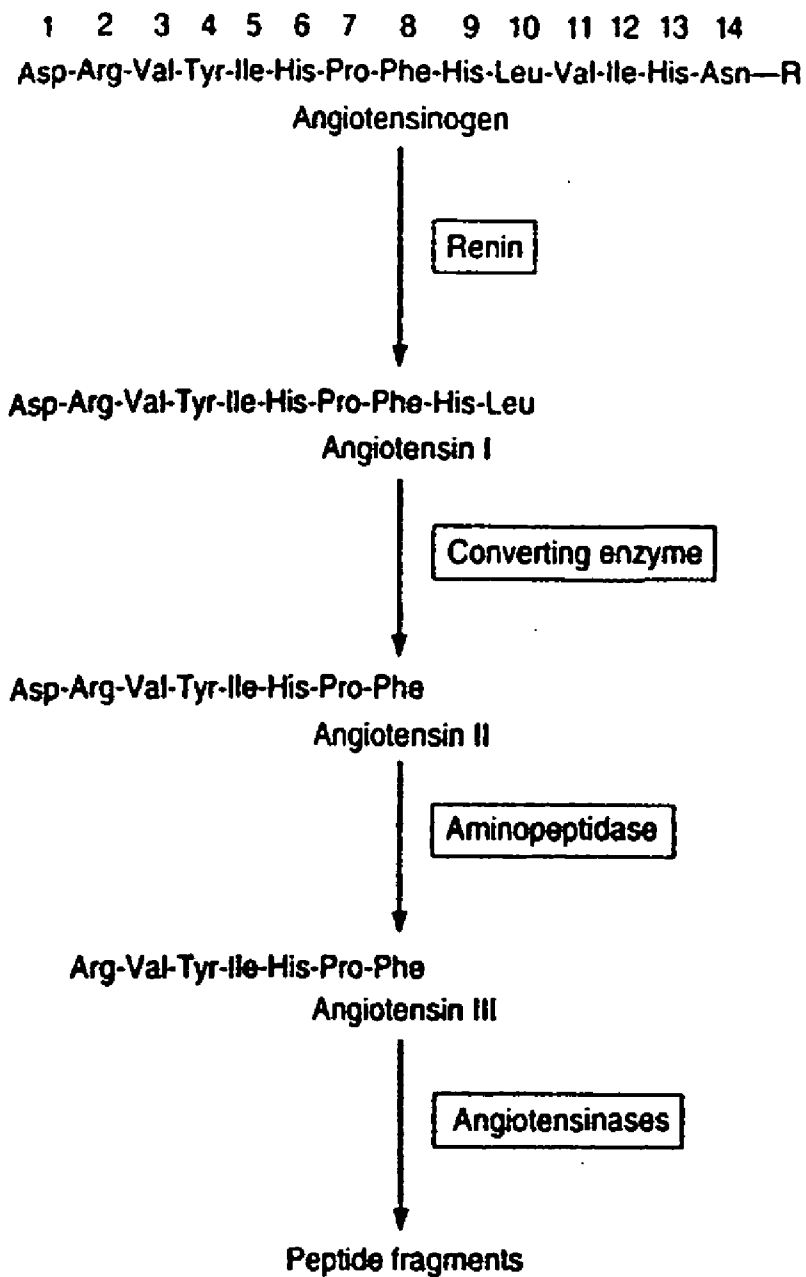 1 2 3 4 5 6 7 8 9 10 11 12 13 14
Asp-Arg-Val-Tyr-Ile-His-Pro-Phe-His-Leu-Val-Ile-His-Asn—R
Angiotensinogen
Renin
Asp-Arg-Val-Tyr-Ile-His-Pro-Phe-His-Leu
Angiotensin I
Converting enzyme
Asp-Arg-Val-Tyr-Ile-His-Pro-Phe
Angiotensin II
Aminopeptidase
Arg-Val-Tyr-Ile-His-Pro-Phe
Angiotensin III
Angiotensinases
Peptide fragments